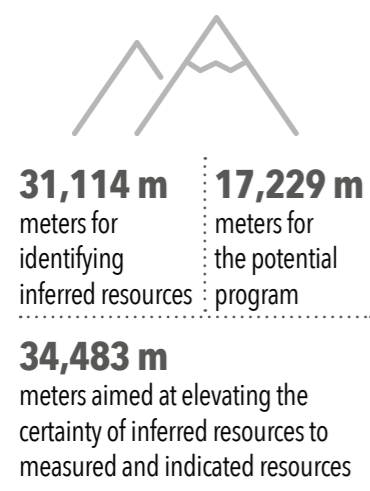 31,114 m
meters for
identifying
inferred resources
17,229 m
meters for
the potential
program
34,483 m
meters aimed at elevating the
certainty of inferred resources to
measured and indicated resources